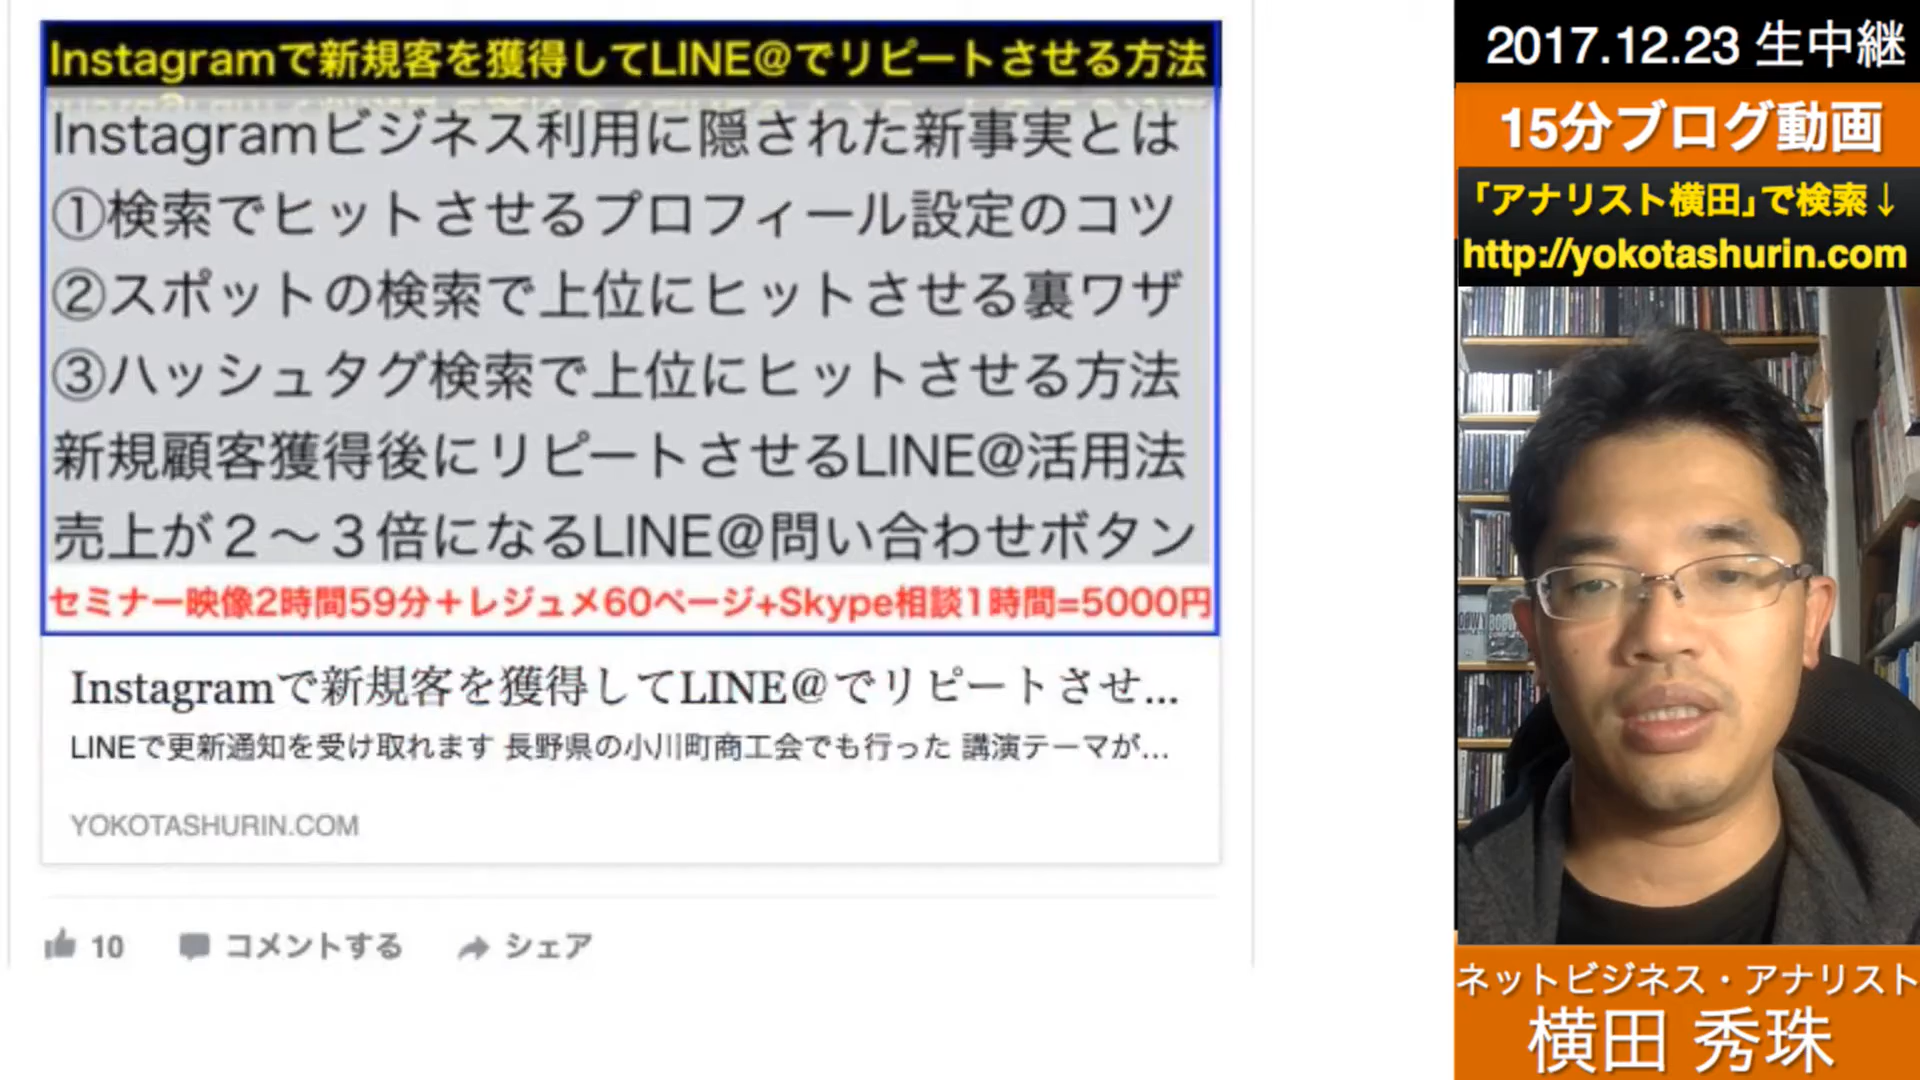 Instagramで新規客を獲得してLINE@でリピートさせる方法
Instagramビジネス利用に隠された新事実とは
①検索でヒットさせるプロフィール設定のコツ
②スポットの検索で上位にヒットさせる裏ワザ
③ハッシュタグ検索で上位にヒットさせる方法
新規顧客獲得後にリピートさせるLINE@活用法
売上が２～３倍になるLINE@問い合わせボタン
セミナー映像2時間59分＋レジュメ60ページ+Skype相談1時間=5000円
Instagramで新規客を獲得してLINE@でリピートさせ...
LINEで更新通知を受け取れます 長野県の小川町商工会でも行った 講演テーマが...
YOKOTASHURIN.COM
10 コメントする シェア
2017.12.23 生中継
15分ブログ動画
「アナリスト横田」で検索↓
http://yokotashurin.com
ネットビジネス・アナリスト
横田 秀珠